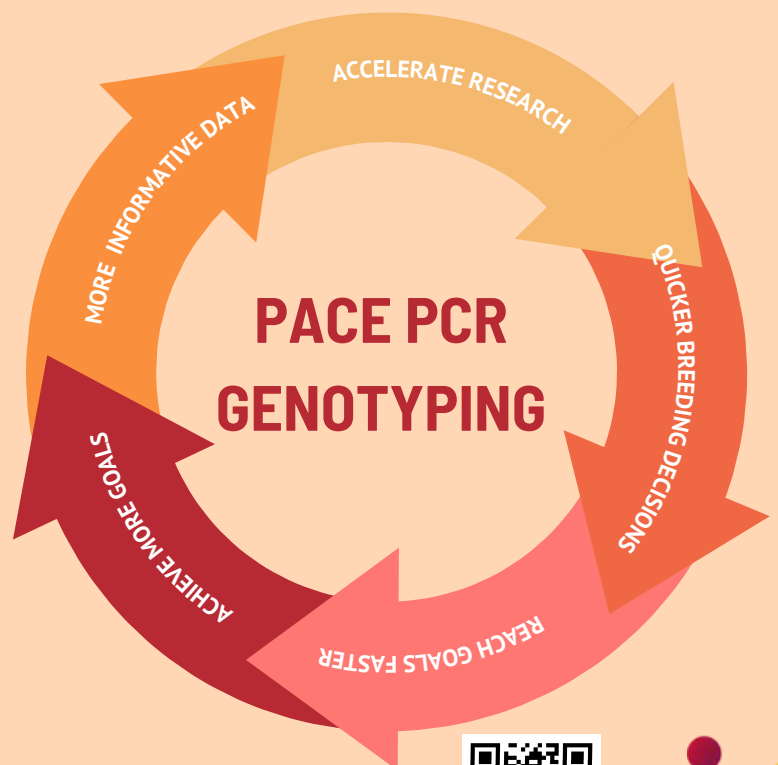 ACCELERATE RESEARCH
QUICKER BREEDING DECISIONS
REACH GOALS FASTER
ACHIEVE MORE GOALS
MORE INFORMATIVE DATA
PACE PCR
GENOTYPING